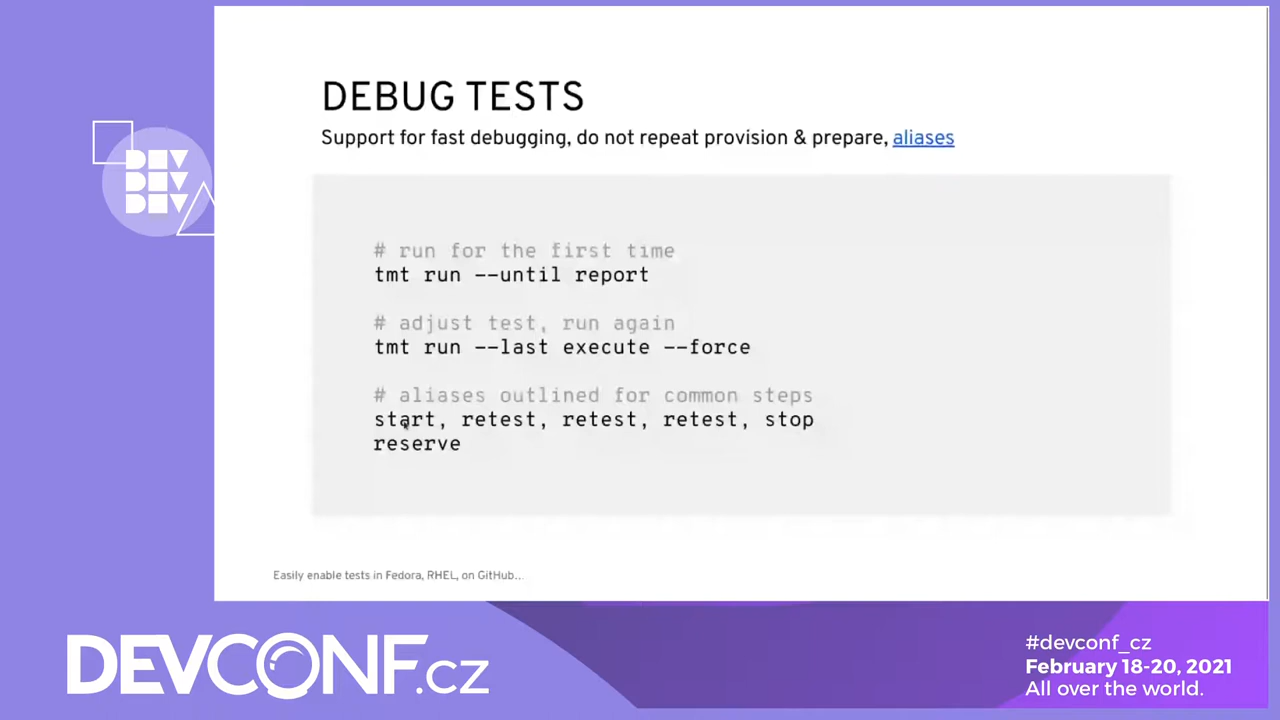 DEBUG TESTS
Support for fast debugging, do not repeat provision & prepare, aliases
# run for the first time
tmt run --until report
# adjust test, run again
tmt run --last execute --force
# aliases outlined for common steps
start, retest, retest, retest, stop
reserve
Easily enable tests in Fedora, RHEL, on GitHub...
DEV
DEV
DEV
DEVCONF.cz
#devconf_cz
February 18-20, 2021
All over the world.